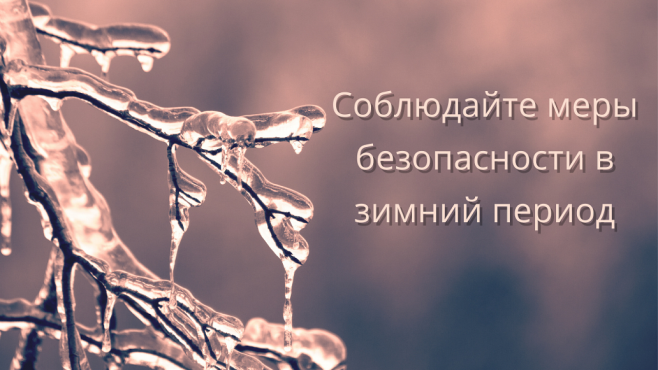 Соблюдайте меры
безопасности в
зимний период